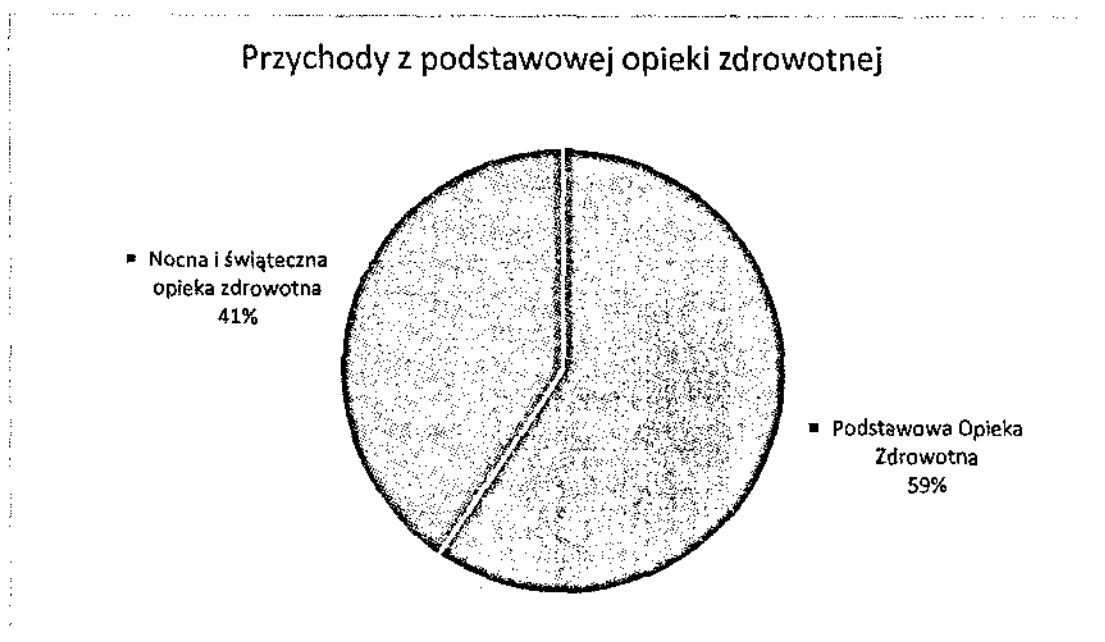 Przychody z podstawowej opieki zdrowotnej
Nocna i świąteczna
opieka zdrowotna
41%
Podstawowa Opieka
Zdrowotna
59%